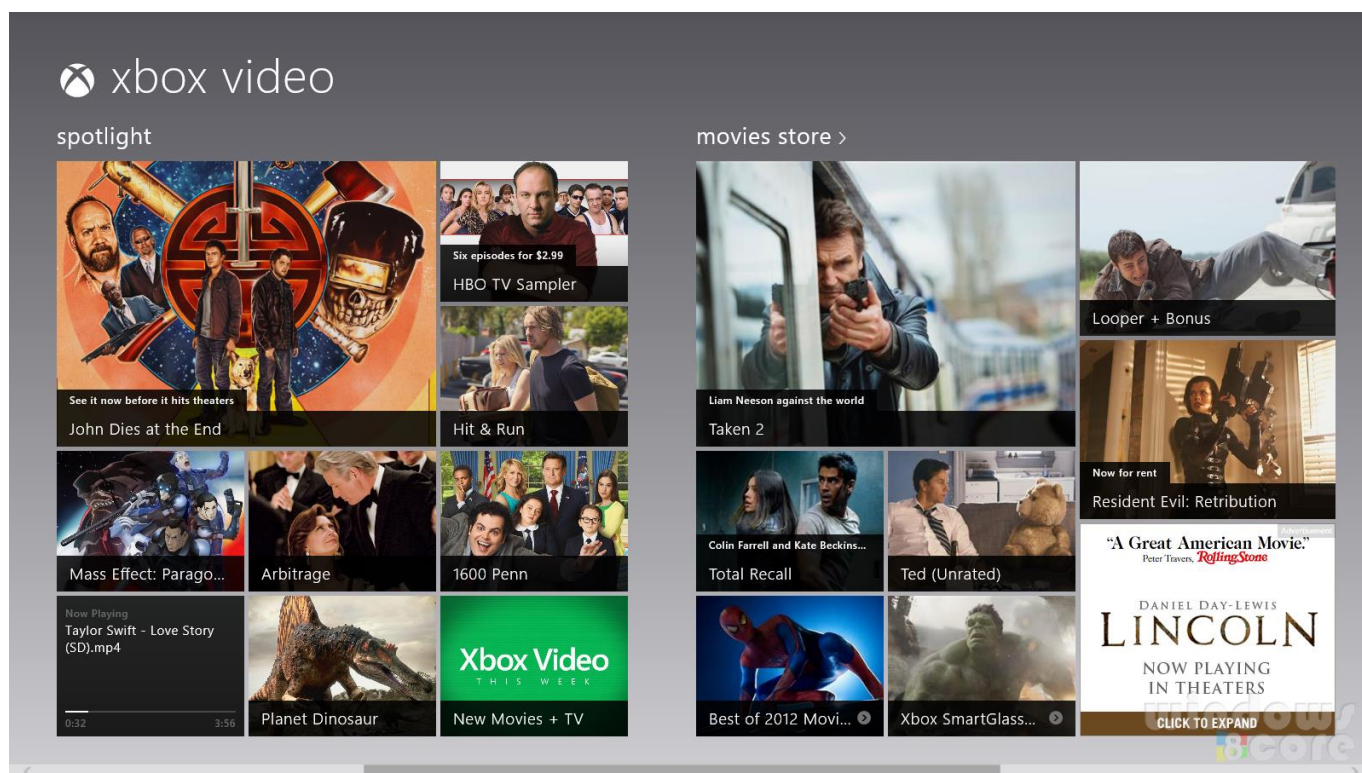 xbox video
spotlight
See it now before it hits theaters
John Dies at the End
Six episodes for $2.99
HBO TV Sampler
Hit & Run
Mass Effect: Parago...
Arbitrage
1600 Penn
Now Playing
Taylor Swift - Love Story
(SD).mp4
0:32
3:56
Planet Dinosaur
Xbox Video
THIS WEEK
New Movies + TV
movies store
Liam Neeson against the world
Taken 2
Looper + Bonus
Now for rent
Resident Evil: Retribution
Colin Farrell and Kate Beckins...
Total Recall
Ted (Unrated)
Best of 2012 Movi...
Xbox SmartGlass...
Advertisement
“A Great American Movie.”
Peter Travers, RollingStone
DANIEL DAY-LEWIS
LINCOLN
NOW PLAYING
IN THEATERS
CLICK TO EXPAND
windows
8core